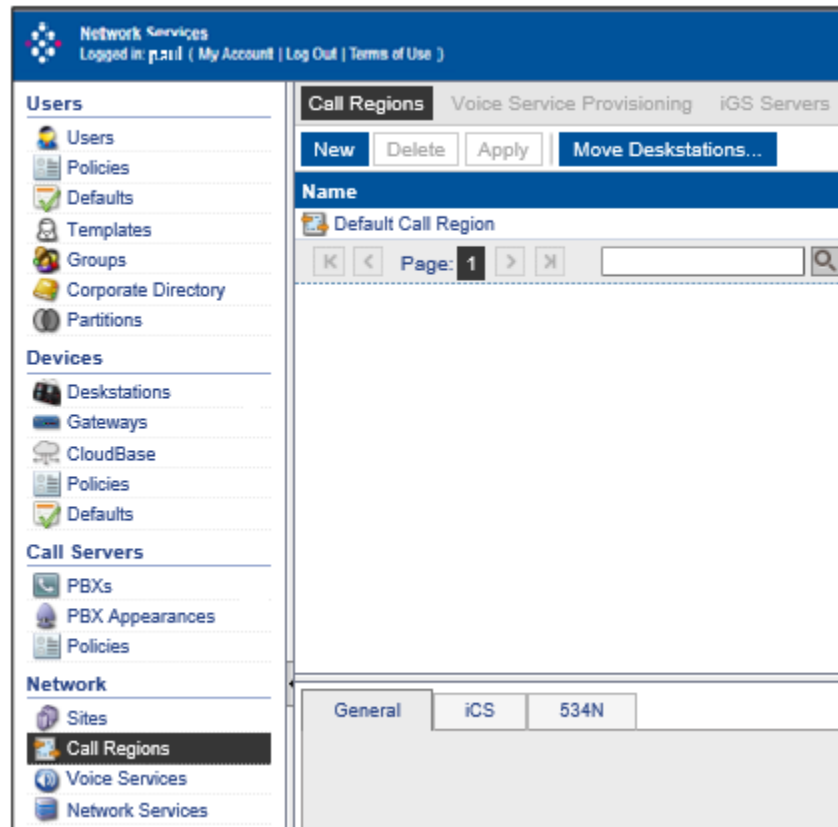 Network Services
Logged in: paul ( My Account | Log Out | Terms of Use )
Users
Users
Policies
Defaults
Templates
Groups
Corporate Directory
Partitions
Devices
Deskstations
Gateways
CloudBase
Policies
Defaults
Call Servers
PBXs
PBX Appearances
Policies
Network
Sites
Call Regions
Voice Services
Network Services
Call Regions Voice Service Provisioning iGS Servers
New Delete Apply Move Deskstations...
Name
Default Call Region
Page: 1
General iCS 534N